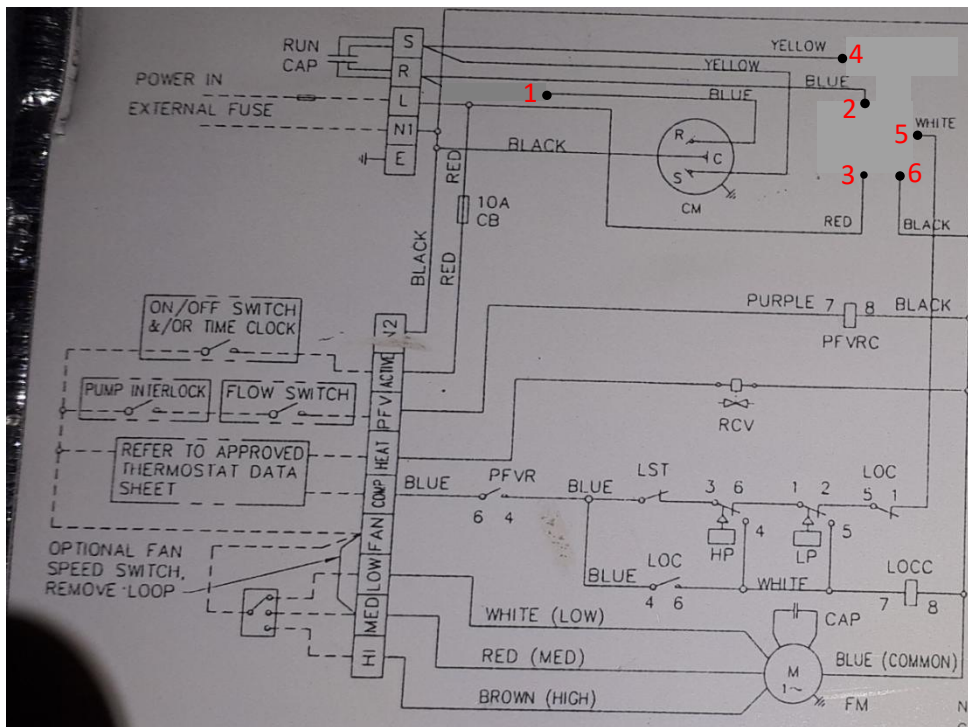 S
RUN
CAP
YELLOW
4
R
YELLOW
POWER IN
BLUE
L
1
BLUE
2
EXTERNAL FUSE
N1
BLACK
R
5
WHITE
C
E
RED
S
3
6
CM
10A
CB
RED
BLACK
BLACK
RED
ON/OFF SWITCH
&/OR TIME CLOCK
PURPLE
7
8
BLACK
PFVRC
ACTIVE
PUMP INTERLOCK
FLOW SWITCH
PFV
RCV
REFER TO APPROVED
THERMOSTAT DATA
SHEET
HEAT
COMP
BLUE
PFVR
6
4
BLUE
LST
3
6
4
HP
1
2
5
LP
LOC
5
1
FAN
OPTIONAL FAN
SPEED SWITCH,
REMOVE LOOP
LOW
BLUE
LOC
4
6
WHITE
LOCC
7
8
MED
WHITE (LOW)
CAP
HI
RED (MED)
M
1~
BLUE (COMMON)
BROWN (HIGH)
FM
N